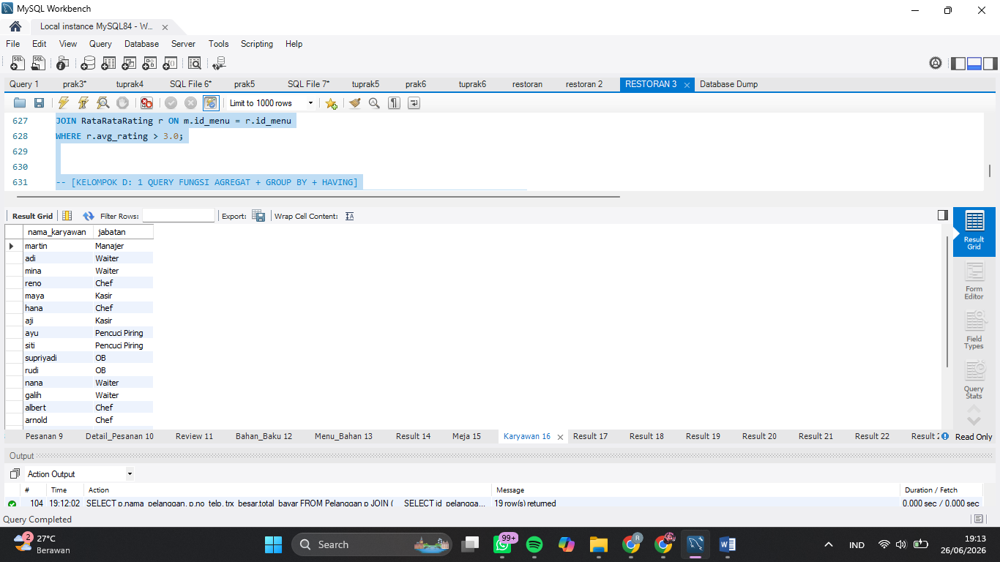 MySQL Workbench
Local instance MySQL84 - W...
File Edit View Query Database Server Tools Scripting Help
Query 1 prak3* tuprak4 SQL File 6* prak5 SQL File 7* tuprak5 prak6 tuprak6 restoran restoran 2 RESTORAN 3 Database Dump
Limit to 1000 rows
627 JOIN RataRataRating r ON m.id_menu = r.id_menu
628 WHERE r.avg_rating > 3.0;
629
630
631 -- [KELOMPOK D: 1 QUERY FUNGSI AGREGAT + GROUP BY + HAVING]
Result Grid Filter Rows: Export: Wrap Cell Content:
nama_karyawan jabatan
martin Manajer
adi Waiter
mina Waiter
reno Chef
maya Kasir
hana Chef
aji Kasir
ayu Pencuci Piring
siti Pencuci Piring
supriyadi OB
rudi OB
nana Waiter
galih Waiter
albert Chef
arnold Chef
Result Grid
Form Editor
Field Types
Query Stats
Pesanan 9 Detail_Pesanan 10 Review 11 Bahan_Baku 12 Menu_Bahan 13 Result 14 Meja 15 Karyawan 16 Result 17 Result 18 Result 19 Result 20 Result 21 Result 22 Result 2 Read Only
Output
Action Output
# Time Action Message Duration / Fetch
104 19:12:02 SELECT p.nama_pelanggan, p.no_telp, trx_besar.total_bayar FROM Pelanggan p JOIN ( SELECT id_pelangga... 19 row(s) returned 0.000 sec / 0.000 sec
Query Completed
2 27°C
Berawan
Search
99+
R
IND
19:13
26/06/2026